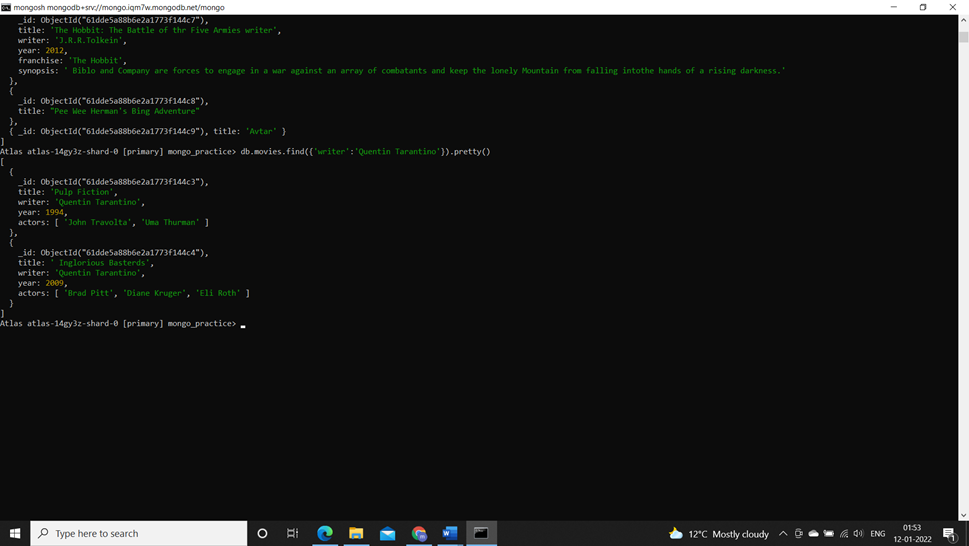 mongosh mongodb+srv://mongo.iqm7w.mongodb.net/mongo
_id: ObjectId("61dde5a88b6e2a1773f144c7"),
title: 'The Hobbit: The Battle of thr Five Armies writer',
writer: 'J.R.R.Tolkein',
year: 2012,
franchise: 'The Hobbit',
synopsis: ' Biblo and Company are forces to engage in a war against an array of combatants and keep the lonely Mountain from falling intothe hands of a rising darkness.'
},
{
_id: ObjectId("61dde5a88b6e2a1773f144c8"),
title: "Pee Wee Herman's Bing Adventure"
},
{ _id: ObjectId("61dde5a88b6e2a1773f144c9"), title: 'Avtar' }
]
Atlas atlas-14gy3z-shard-0 [primary] mongo_practice> db.movies.find({'writer':'Quentin Tarantino'}).pretty()
[
{
_id: ObjectId("61dde5a88b6e2a1773f144c3"),
title: 'Pulp Fiction',
writer: 'Quentin Tarantino',
year: 1994,
actors: [ 'John Travolta', 'Uma Thurman' ]
},
{
_id: ObjectId("61dde5a88b6e2a1773f144c4"),
title: ' Inglorious Basterds',
writer: 'Quentin Tarantino',
year: 2009,
actors: [ 'Brad Pitt', 'Diane Kruger', 'Eli Roth' ]
}
]
Atlas atlas-14gy3z-shard-0 [primary] mongo_practice>
Type here to search
12°C Mostly cloudy
ENG
01:53
12-01-2022
1